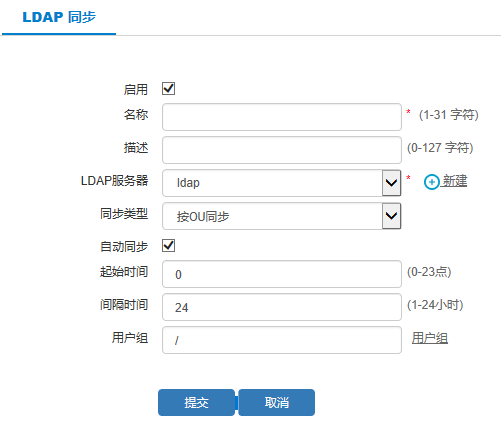 LDAP 同步
启用
名称 * (1-31 字符)
描述 (0-127 字符)
LDAP服务器 ldap * 新建
同步类型 按OU同步
自动同步
起始时间 0 (0-23点)
间隔时间 24 (1-24小时)
用户组 / 用户组
提交 取消